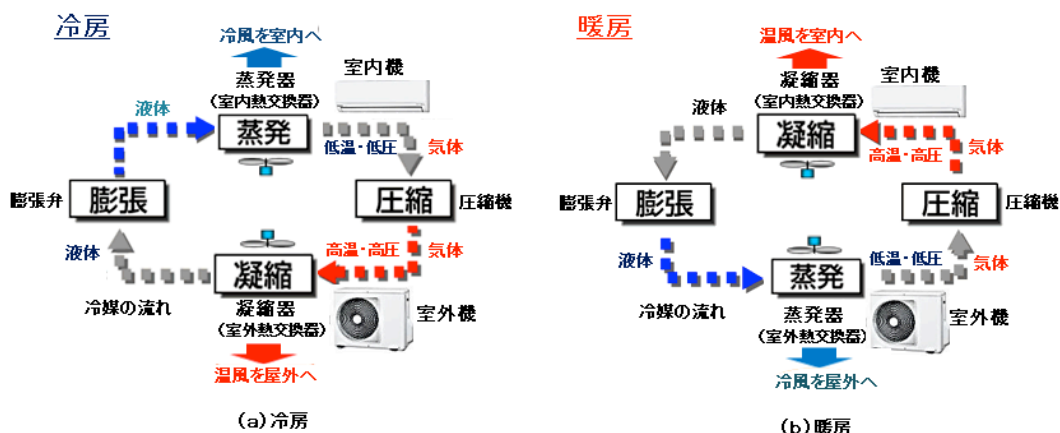 冷房
冷風を室内へ
蒸発器
(室内熱交換器)
室内機
液体
蒸発
低温・低圧
気体
膨張弁
膨張
圧縮
圧縮機
液体
高温・高圧
気体
凝縮
冷媒の流れ
凝縮器
(室外熱交換器)
室外機
温風を屋外へ
(a)冷房
暖房
温風を室内へ
凝縮器
(室内熱交換器)
室内機
液体
凝縮
高温・高圧
気体
膨張弁
膨張
圧縮
圧縮機
液体
低温・低圧
気体
蒸発
冷媒の流れ
蒸発器
(室外熱交換器)
室外機
冷風を屋外へ
(b)暖房